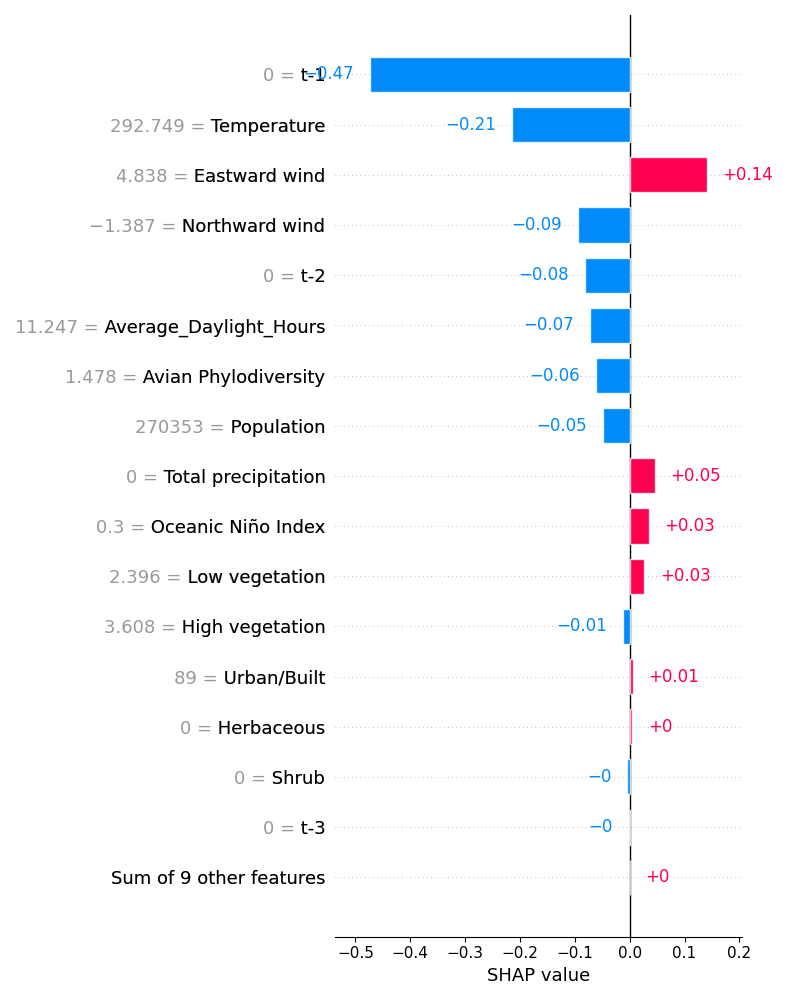 0 = t-1 −0.47
292.749 = Temperature −0.21
4.838 = Eastward wind +0.14
−1.387 = Northward wind −0.09
0 = t-2 −0.08
11.247 = Average_Daylight_Hours −0.07
1.478 = Avian Phylodiversity −0.06
270353 = Population −0.05
0 = Total precipitation +0.05
0.3 = Oceanic Niño Index +0.03
2.396 = Low vegetation +0.03
3.608 = High vegetation −0.01
89 = Urban/Built +0.01
0 = Herbaceous +0
0 = Shrub −0
0 = t-3 −0
Sum of 9 other features +0
−0.5 −0.4 −0.3 −0.2 −0.1 0.0 0.1 0.2
SHAP value